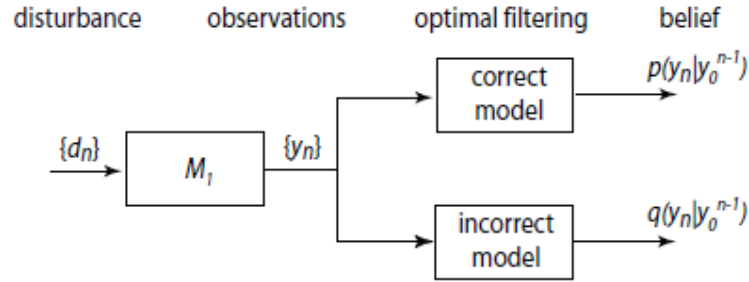 disturbance observations optimal filtering belief
correct
model
p(yₙ|y₀ⁿ⁻¹)
{dₙ}
M₁
{yₙ}
incorrect
model
q(yₙ|y₀ⁿ⁻¹)